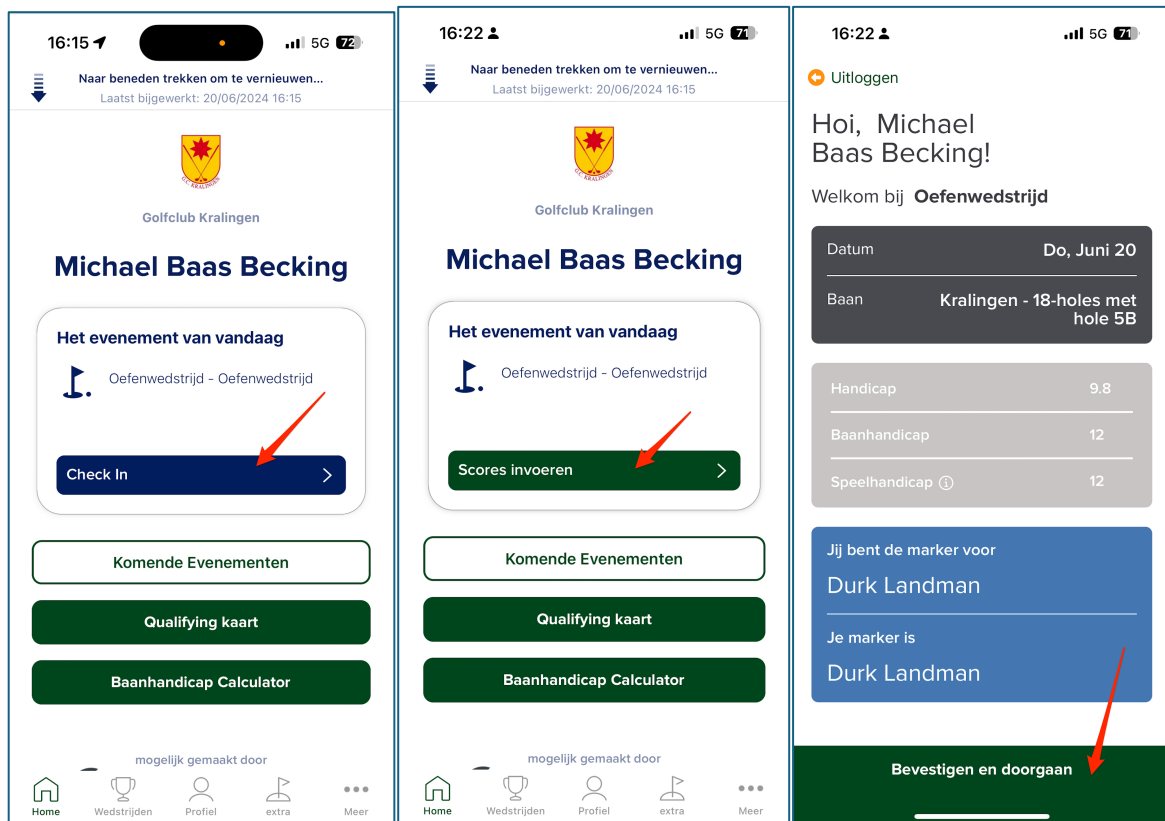 16:15
5G 72
Naar beneden trekken om te vernieuwen...
Laatst bijgewerkt: 20/06/2024 16:15
G.C. KRALINGEN
Golfclub Kralingen
Michael Baas Becking
Het evenement van vandaag
Oefenwedstrijd - Oefenwedstrijd
Check In
Komende Evenementen
Qualifying kaart
Baanhandicap Calculator
mogelijk gemaakt door
Home Wedstrijden Profiel extra Meer
16:22
5G 71
Naar beneden trekken om te vernieuwen...
Laatst bijgewerkt: 20/06/2024 16:15
G.C. KRALINGEN
Golfclub Kralingen
Michael Baas Becking
Het evenement van vandaag
Oefenwedstrijd - Oefenwedstrijd
Scores invoeren
Komende Evenementen
Qualifying kaart
Baanhandicap Calculator
mogelijk gemaakt door
Home Wedstrijden Profiel extra Meer
16:22
5G 71
Uitloggen
Hoi, Michael
Baas Becking!
Welkom bij Oefenwedstrijd
Datum Do, Juni 20
Baan Kralingen - 18-holes met
hole 5B
Handicap 9.8
Baanhandicap 12
Speelhandicap 12
Jij bent de marker voor
Durk Landman
Je marker is
Durk Landman
Bevestigen en doorgaan